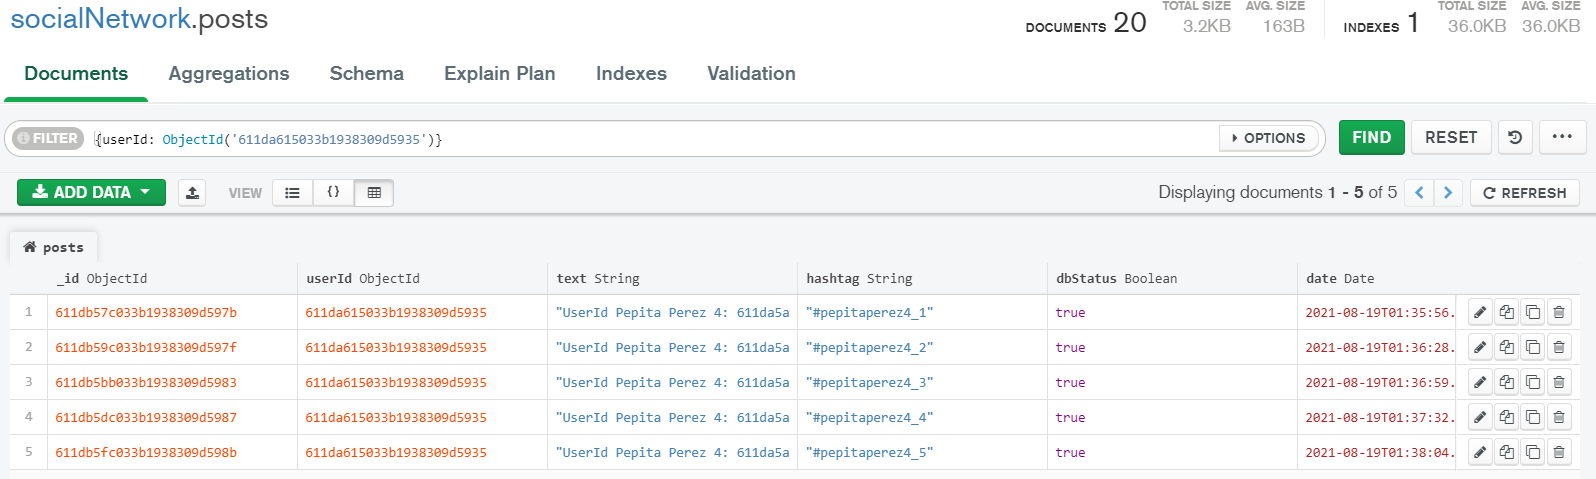 socialNetwork.posts
DOCUMENTS 20 TOTAL SIZE 3.2KB AVG. SIZE 163B INDEXES 1 TOTAL SIZE 36.0KB AVG. SIZE 36.0KB
Documents Aggregations Schema Explain Plan Indexes Validation
FILTER {userId: ObjectId('611da615033b1938309d5935')} OPTIONS FIND RESET
ADD DATA VIEW {} Displaying documents 1 - 5 of 5 REFRESH
posts
_id ObjectId userId ObjectId text String hashtag String dbStatus Boolean date Date
1 611db57c033b1938309d597b 611da615033b1938309d5935 "UserId Pepita Perez 4: 611da5a "#pepitaperez4_1" true 2021-08-19T01:35:56.
2 611db59c033b1938309d597f 611da615033b1938309d5935 "UserId Pepita Perez 4: 611da5a "#pepitaperez4_2" true 2021-08-19T01:36:28.
3 611db5bb033b1938309d5983 611da615033b1938309d5935 "UserId Pepita Perez 4: 611da5a "#pepitaperez4_3" true 2021-08-19T01:36:59.
4 611db5dc033b1938309d5987 611da615033b1938309d5935 "UserId Pepita Perez 4: 611da5a "#pepitaperez4_4" true 2021-08-19T01:37:32.
5 611db5fc033b1938309d598b 611da615033b1938309d5935 "UserId Pepita Perez 4: 611da5a "#pepitaperez4_5" true 2021-08-19T01:38:04.